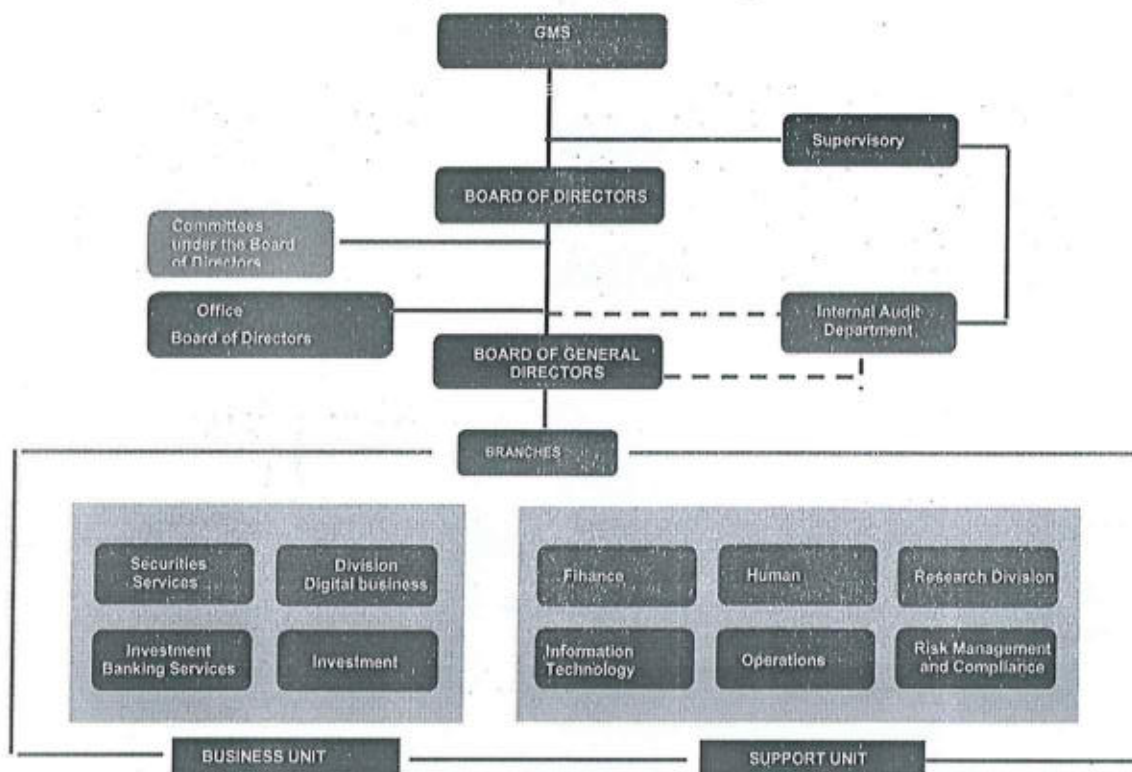 GMS
Supervisory
BOARD OF DIRECTORS
Committees
under the Board
of Directors
Office
Board of Directors
Internal Audit
Department
BOARD OF GENERAL
DIRECTORS
BRANCHES
Securities
Services
Division
Digital business
Investment
Banking Services
Investment
Fihance
Human
Research Division
Information
Technology
Operations
Risk Management
and Compliance
BUSINESS UNIT
SUPPORT UNIT